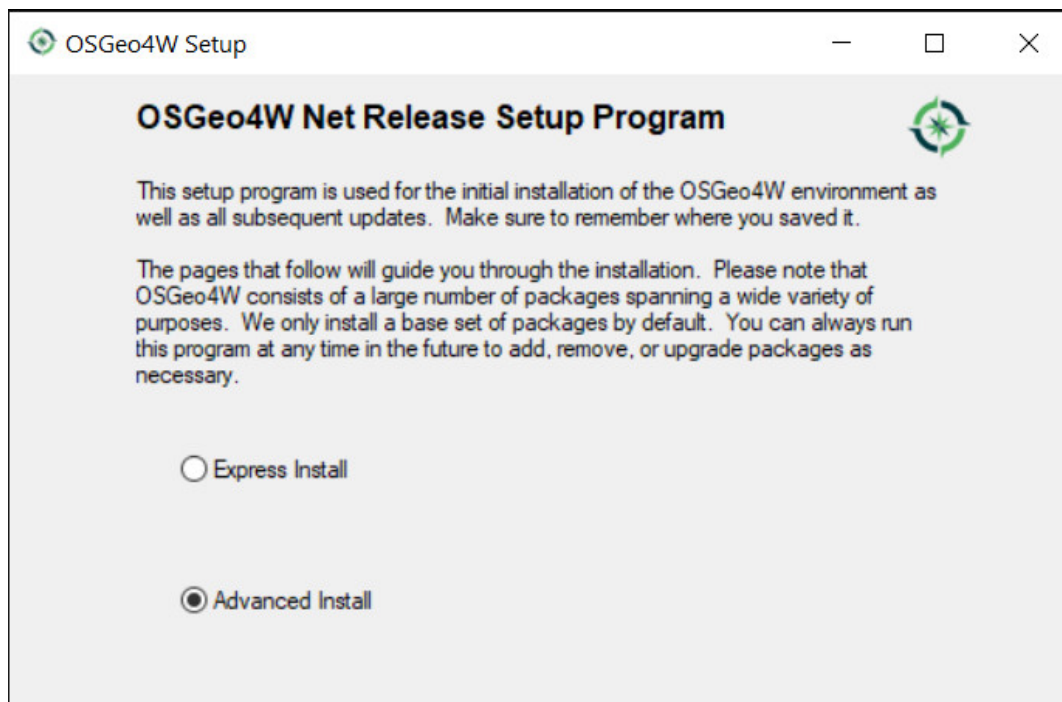 OSGeo4W Setup
OSGeo4W Net Release Setup Program
This setup program is used for the initial installation of the OSGeo4W environment as
well as all subsequent updates.  Make sure to remember where you saved it.
The pages that follow will guide you through the installation.  Please note that
OSGeo4W consists of a large number of packages spanning a wide variety of
purposes.  We only install a base set of packages by default.  You can always run
this program at any time in the future to add, remove, or upgrade packages as
necessary.
Express Install
Advanced Install